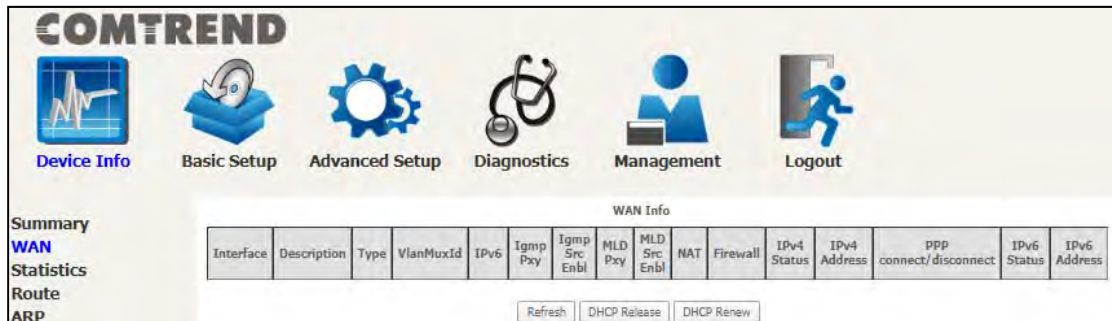 COMTREND
Device Info
Basic Setup
Advanced Setup
Diagnostics
Management
Logout
Summary
WAN
Statistics
Route
ARP
WAN Info
Interface
Description
Type
VlanMuxId
IPv6
Igmp
Pxy
Igmp
Src
Enbl
MLD
Pxy
MLD
Src
Enbl
NAT
Firewall
IPv4
Status
IPv4
Address
PPP
connect/disconnect
IPv6
Status
IPv6
Address
Refresh
DHCP Release
DHCP Renew